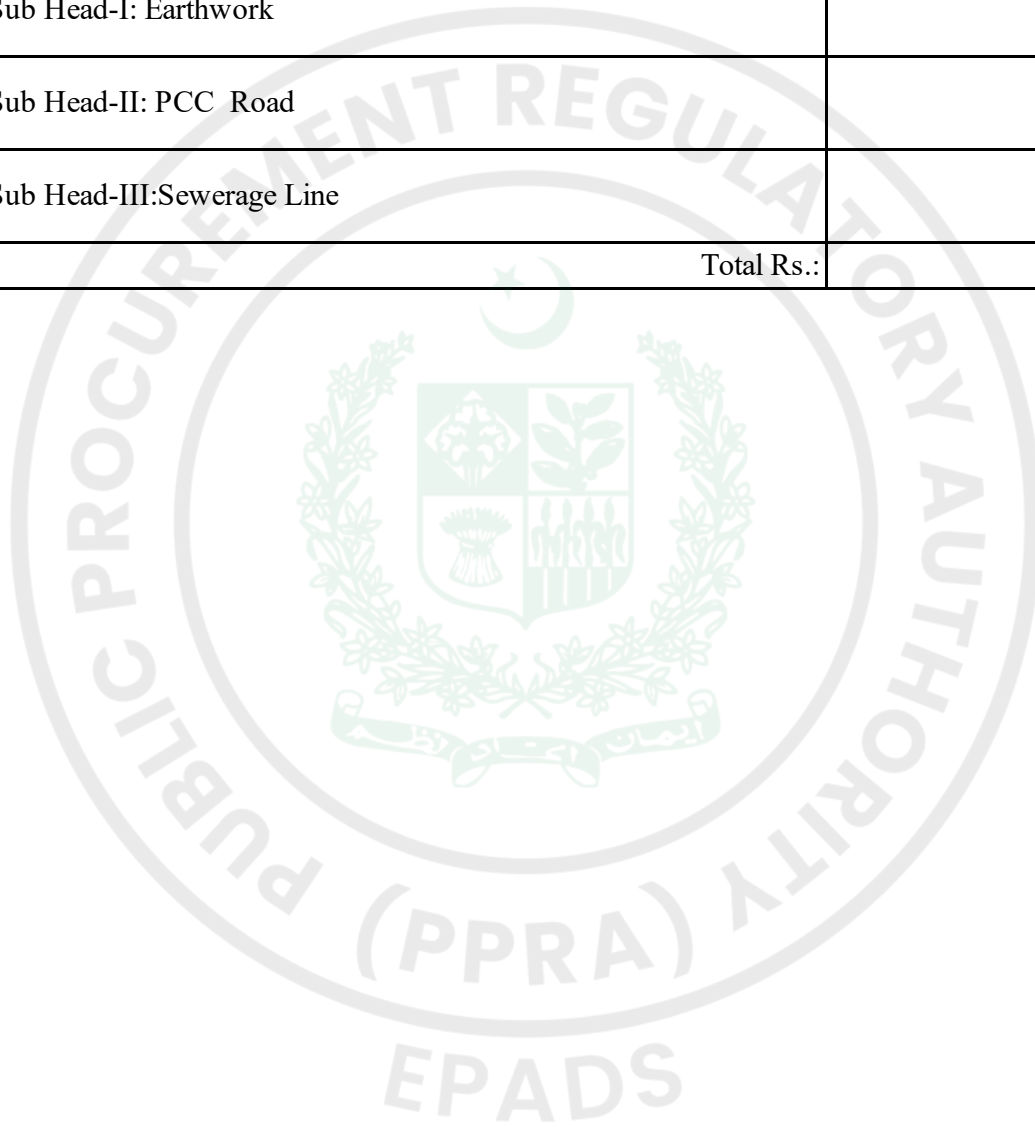 Sub Head-I: Earthwork
Sub Head-II: PCC Road
Sub Head-III:Sewerage Line
Total Rs.:
PUBLIC PROCUREMENT REGULATORY AUTHORITY
(PPRA)
EPADS